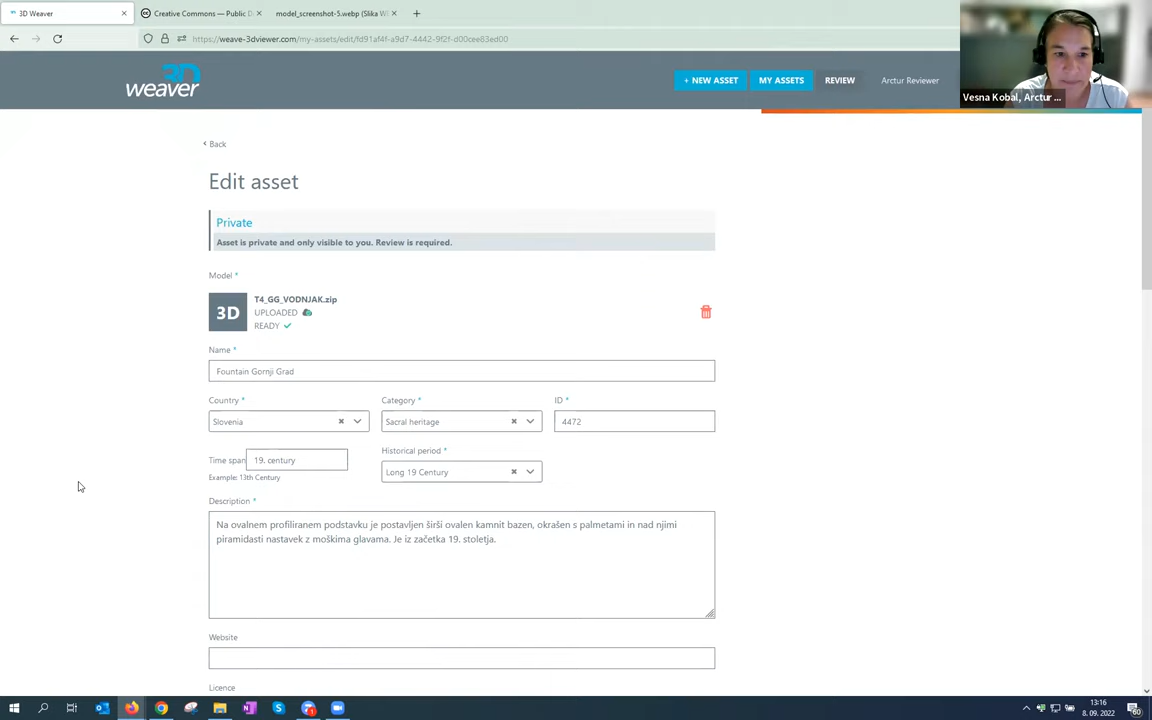 3D Weaver
Creative Commons — Public D
model_screenshot-5.webp (Slika W
https://weave-3dviewer.com/my-assets/edit/fd91af4f-a9d7-4442-9f2f-d00cee83ed00
3D weaver
+ NEW ASSET
MY ASSETS
REVIEW
Arctur Reviewer
Vesna Kobal, Arctur ...
Back
Edit asset
Private
Asset is private and only visible to you. Review is required.
Model *
3D
T4_GG_VODNJAK.zip
UPLOADED
READY
Name *
Fountain Gornji Grad
Country *
Category *
ID *
Slovenia
Sacral heritage
4472
Historical period *
Time span
19. century
Long 19 Century
Example: 13th Century
Description *
Na ovalnem profiliranem podstavku je postavljen širši ovalen kamnit bazen, okrašen s palmetami in nad njimi
piramidasti nastavek z moškima glavama. Je iz začetka 19. stoletja.
Website
Licence
13:16
8. 09. 2022
60